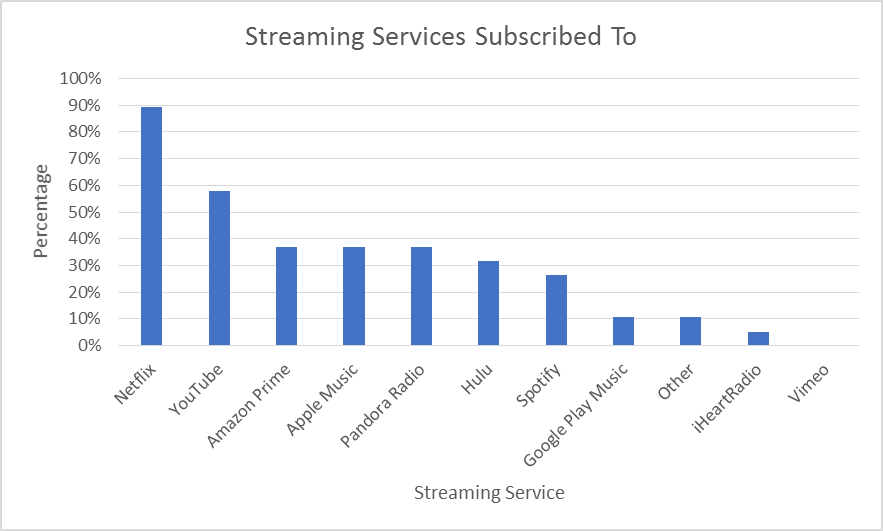 Streaming Services Subscribed To
100%
90%
80%
70%
60%
50%
40%
30%
20%
10%
0%
Percentage
Netflix
YouTube
Amazon Prime
Apple Music
Pandora Radio
Hulu
Spotify
Google Play Music
Other
iHeartRadio
Vimeo
Streaming Service